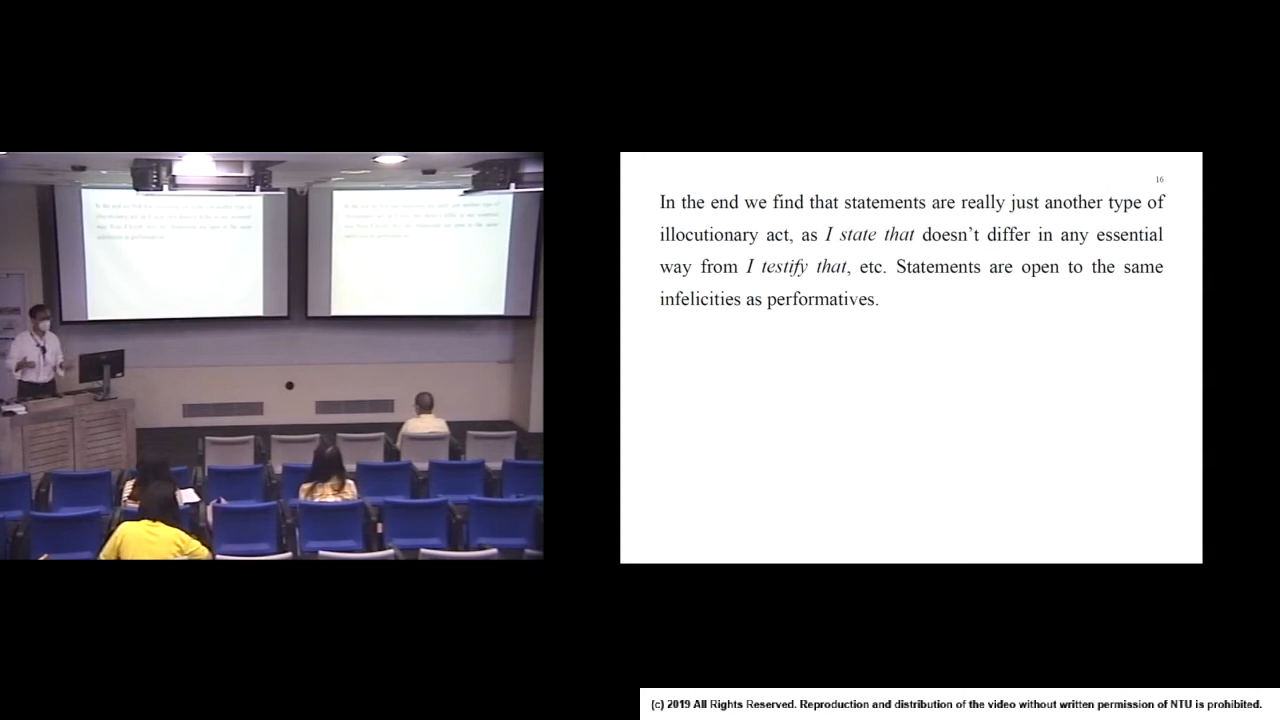 16
In the end we find that statements are really just another type of
illocutionary act, as I state that doesn’t differ in any essential
way from I testify that, etc. Statements are open to the same
infelicities as performatives.
(c) 2019 All Rights Reserved. Reproduction and distribution of the video without written permission of NTU is prohibited.